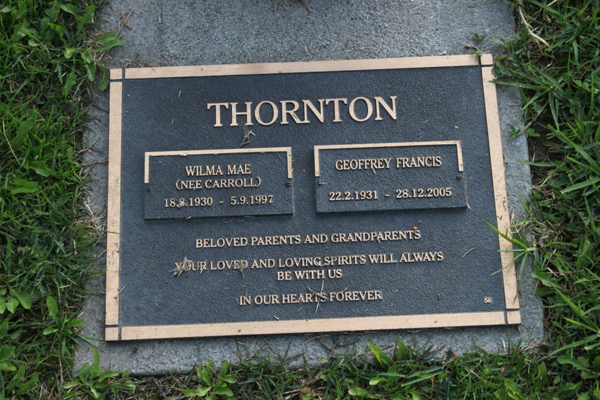 THORNTON
WILMA MAE
(NEE CARROLL)
18.8.1930 - 5.9.1997
GEOFFREY FRANCIS
22.2.1931 - 28.12.2005
BELOVED PARENTS AND GRANDPARENTS
YOUR LOVED AND LOVING SPIRITS WILL ALWAYS
BE WITH US
IN OUR HEARTS FOREVER